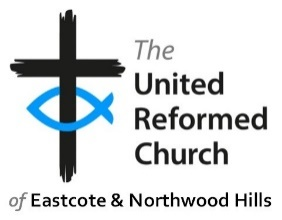 The
United
Reformed
Church
of Eastcote & Northwood Hills